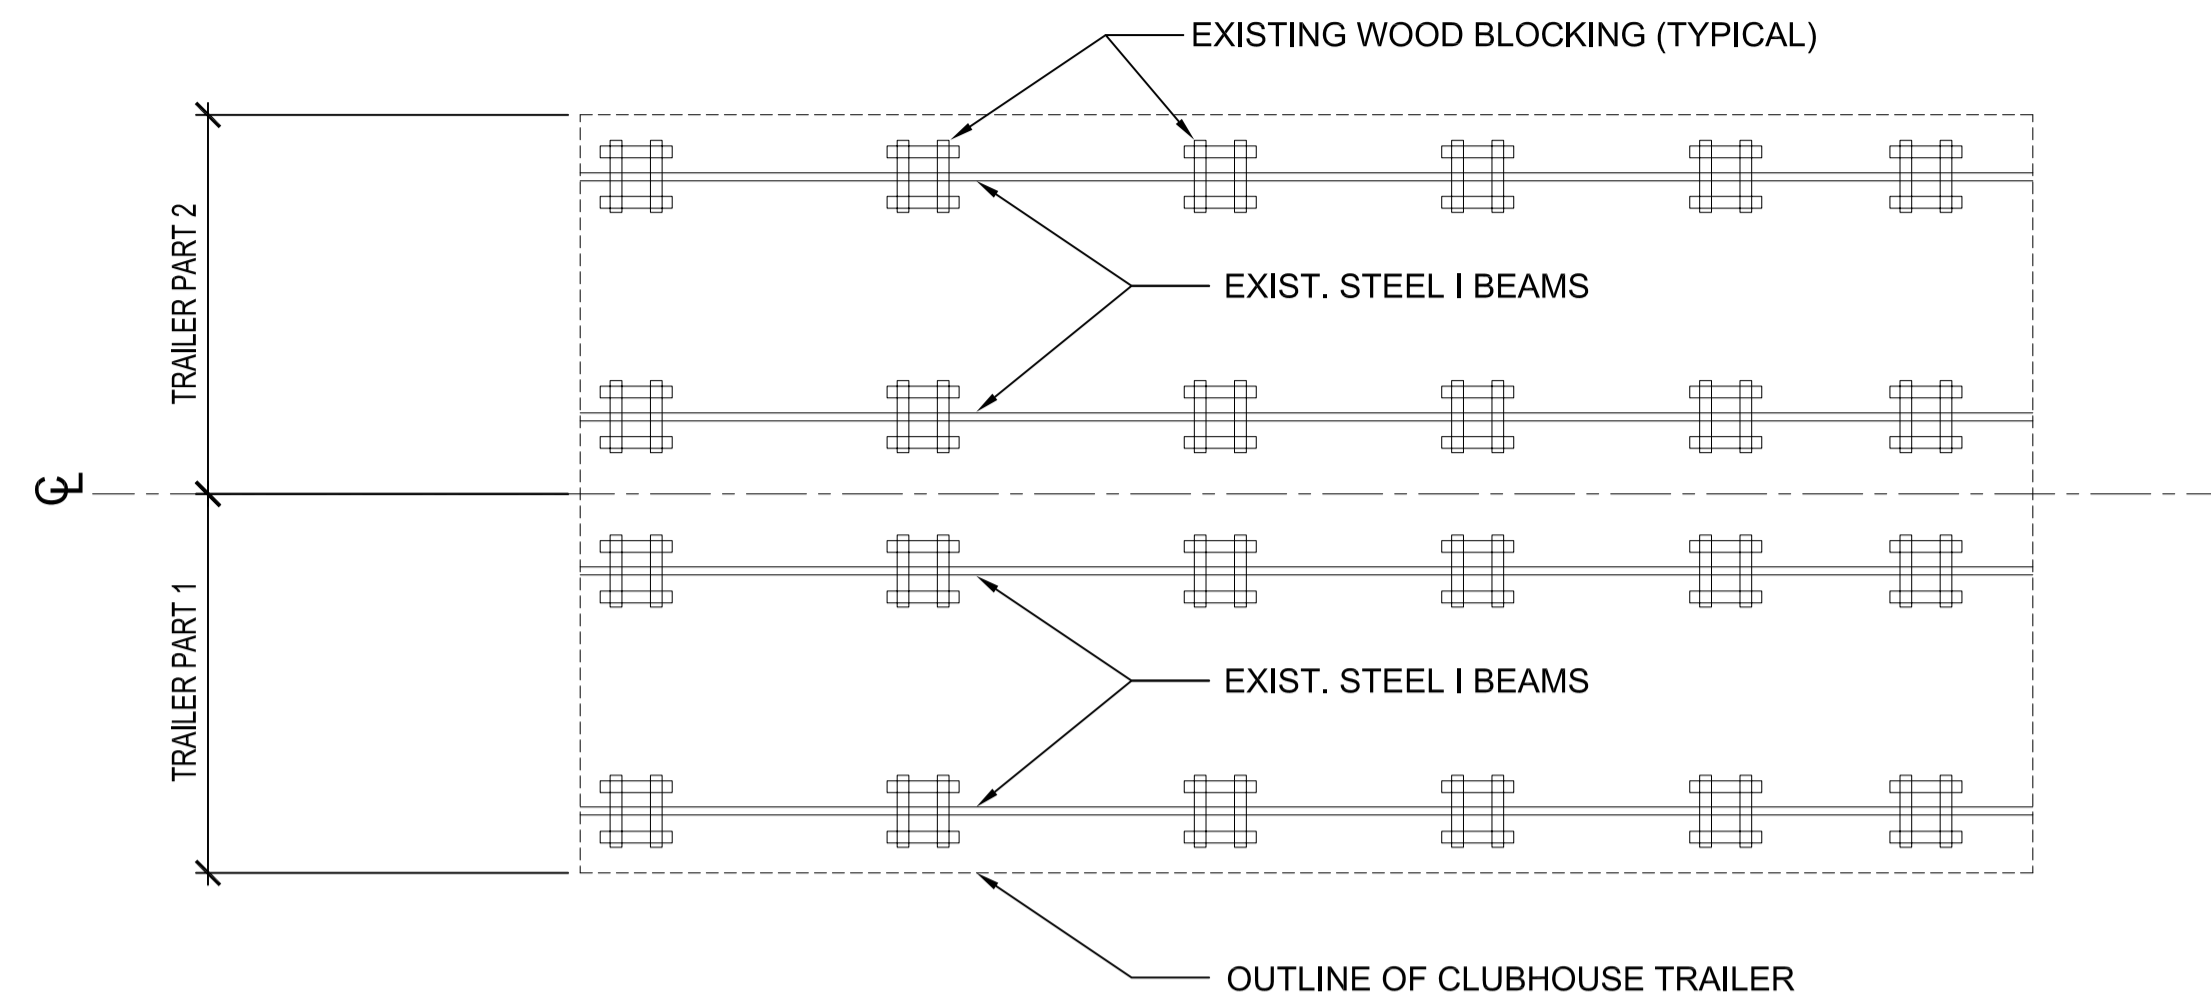 EXISTING WOOD BLOCKING (TYPICAL)
TRAILER PART 2
EXIST. STEEL I BEAMS
℄
TRAILER PART 1
EXIST. STEEL I BEAMS
OUTLINE OF CLUBHOUSE TRAILER